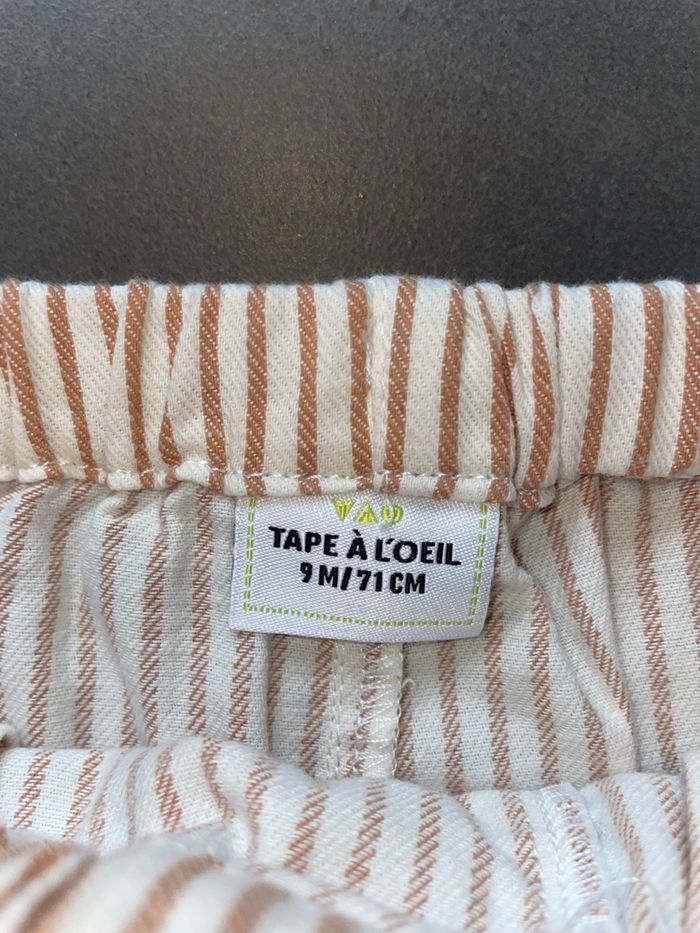 TAO
TAPE À L'OEIL
9 M/71 CM